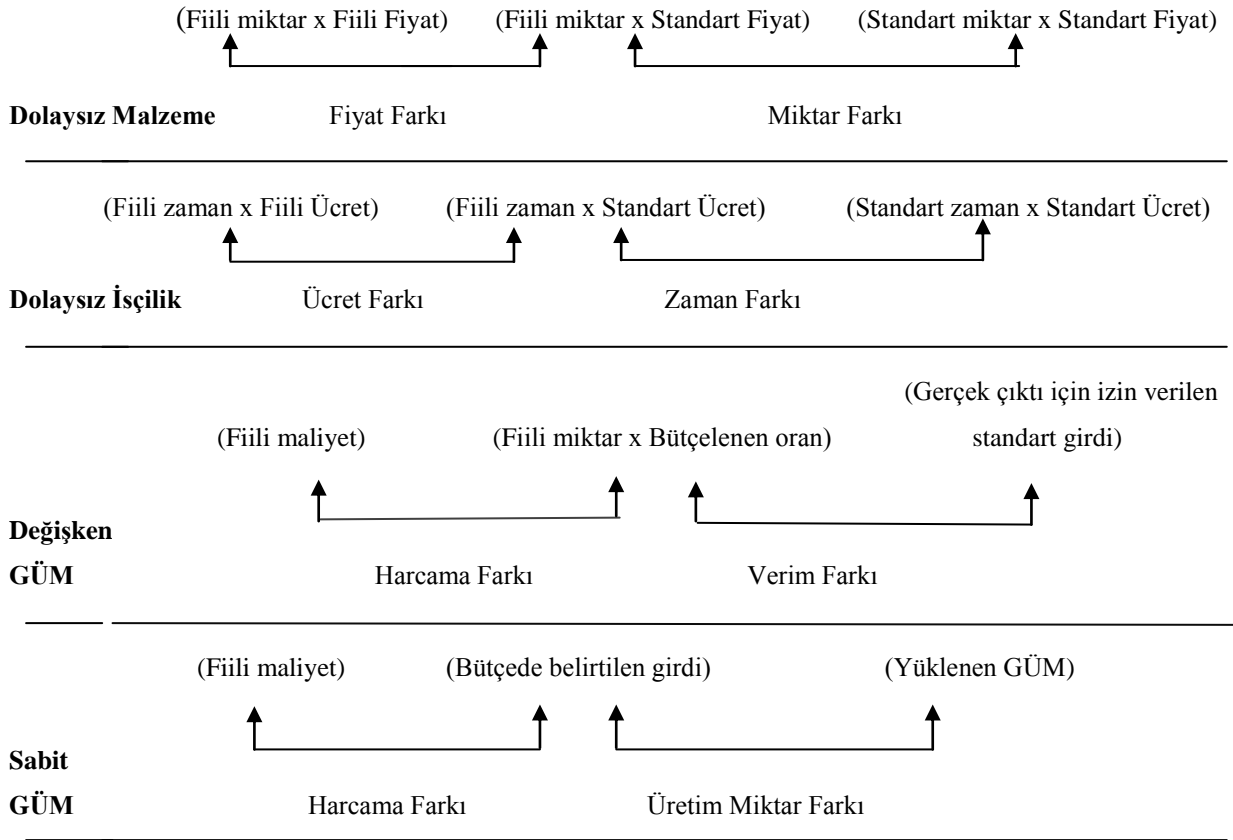 (Fiili miktar x Fiili Fiyat) (Fiili miktar x Standart Fiyat) (Standart miktar x Standart Fiyat)
Dolaysız Malzeme Fiyat Farkı Miktar Farkı
(Fiili zaman x Fiili Ücret) (Fiili zaman x Standart Ücret) (Standart zaman x Standart Ücret)
Dolaysız İsçilik Ücret Farkı Zaman Farkı
(Gerçek çıktı için izin verilen
(Fiili maliyet) (Fiili miktar x Bütçelenen oran) standart girdi)
Değişken
GÜM Harcama Farkı Verim Farkı
(Fiili maliyet) (Bütçede belirtilen girdi) (Yüklenen GÜM)
Sabit
GÜM Harcama Farkı Üretim Miktar Farkı